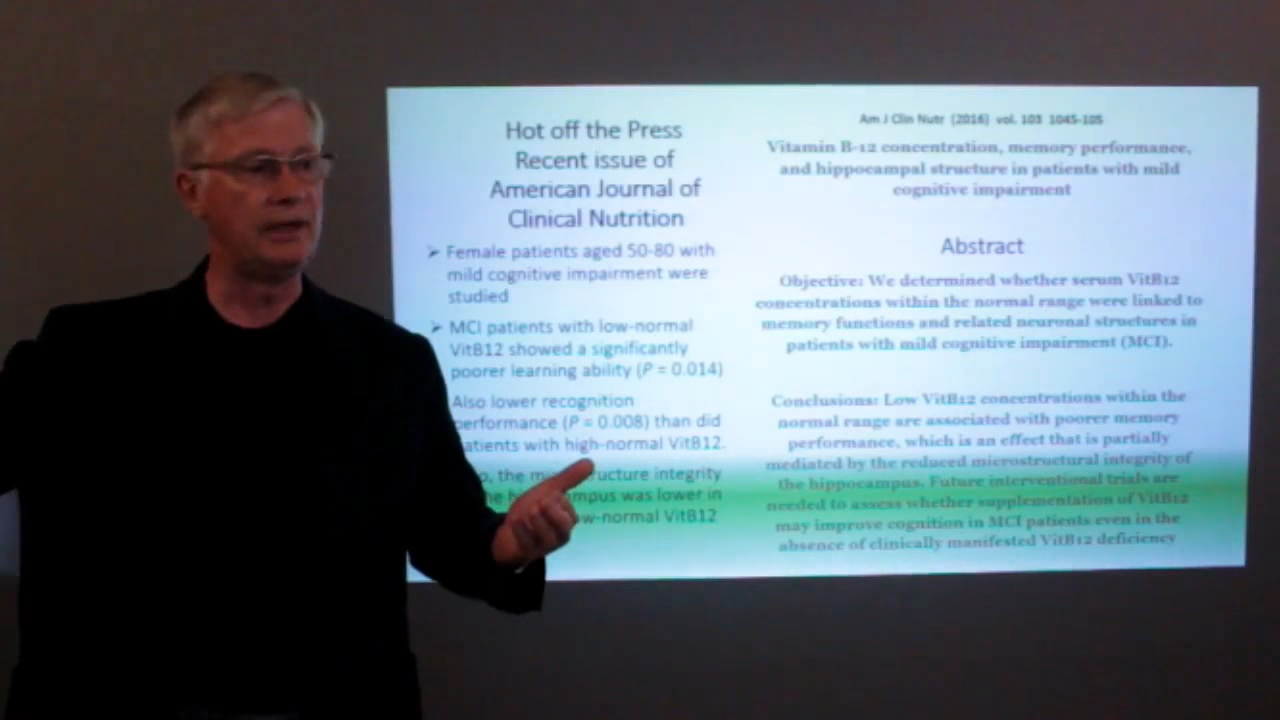 Hot off the Press
Recent issue of
American Journal of
Clinical Nutrition
Female patients aged 50-80 with
mild cognitive impairment were
studied
MCI patients with low-normal
VitB12 showed a significantly
poorer learning ability (P = 0.014)
Also lower recognition
performance (P = 0.008) than did
patients with high-normal VitB12.
the integrity
was lower in
low-normal VitB12
Am J Clin Nutr (2016) vol. 103 1045-105
Vitamin B-12 concentration, memory performance,
and hippocampal structure in patients with mild
cognitive impairment
Abstract
Objective: We determined whether serum VitB12
concentrations within the normal range were linked to
memory functions and related neuronal structures in
patients with mild cognitive impairment (MCI).
Conclusions: Low VitB12 concentrations within the
normal range are associated with poorer memory
performance, which is an effect that is partially
mediated by the reduced microstructural integrity of
the hippocampus. Future interventional trials are
needed to assess whether supplementation of VitB12
may improve cognition in MCI patients even in the
absence of clinically manifested VitB12 deficiency